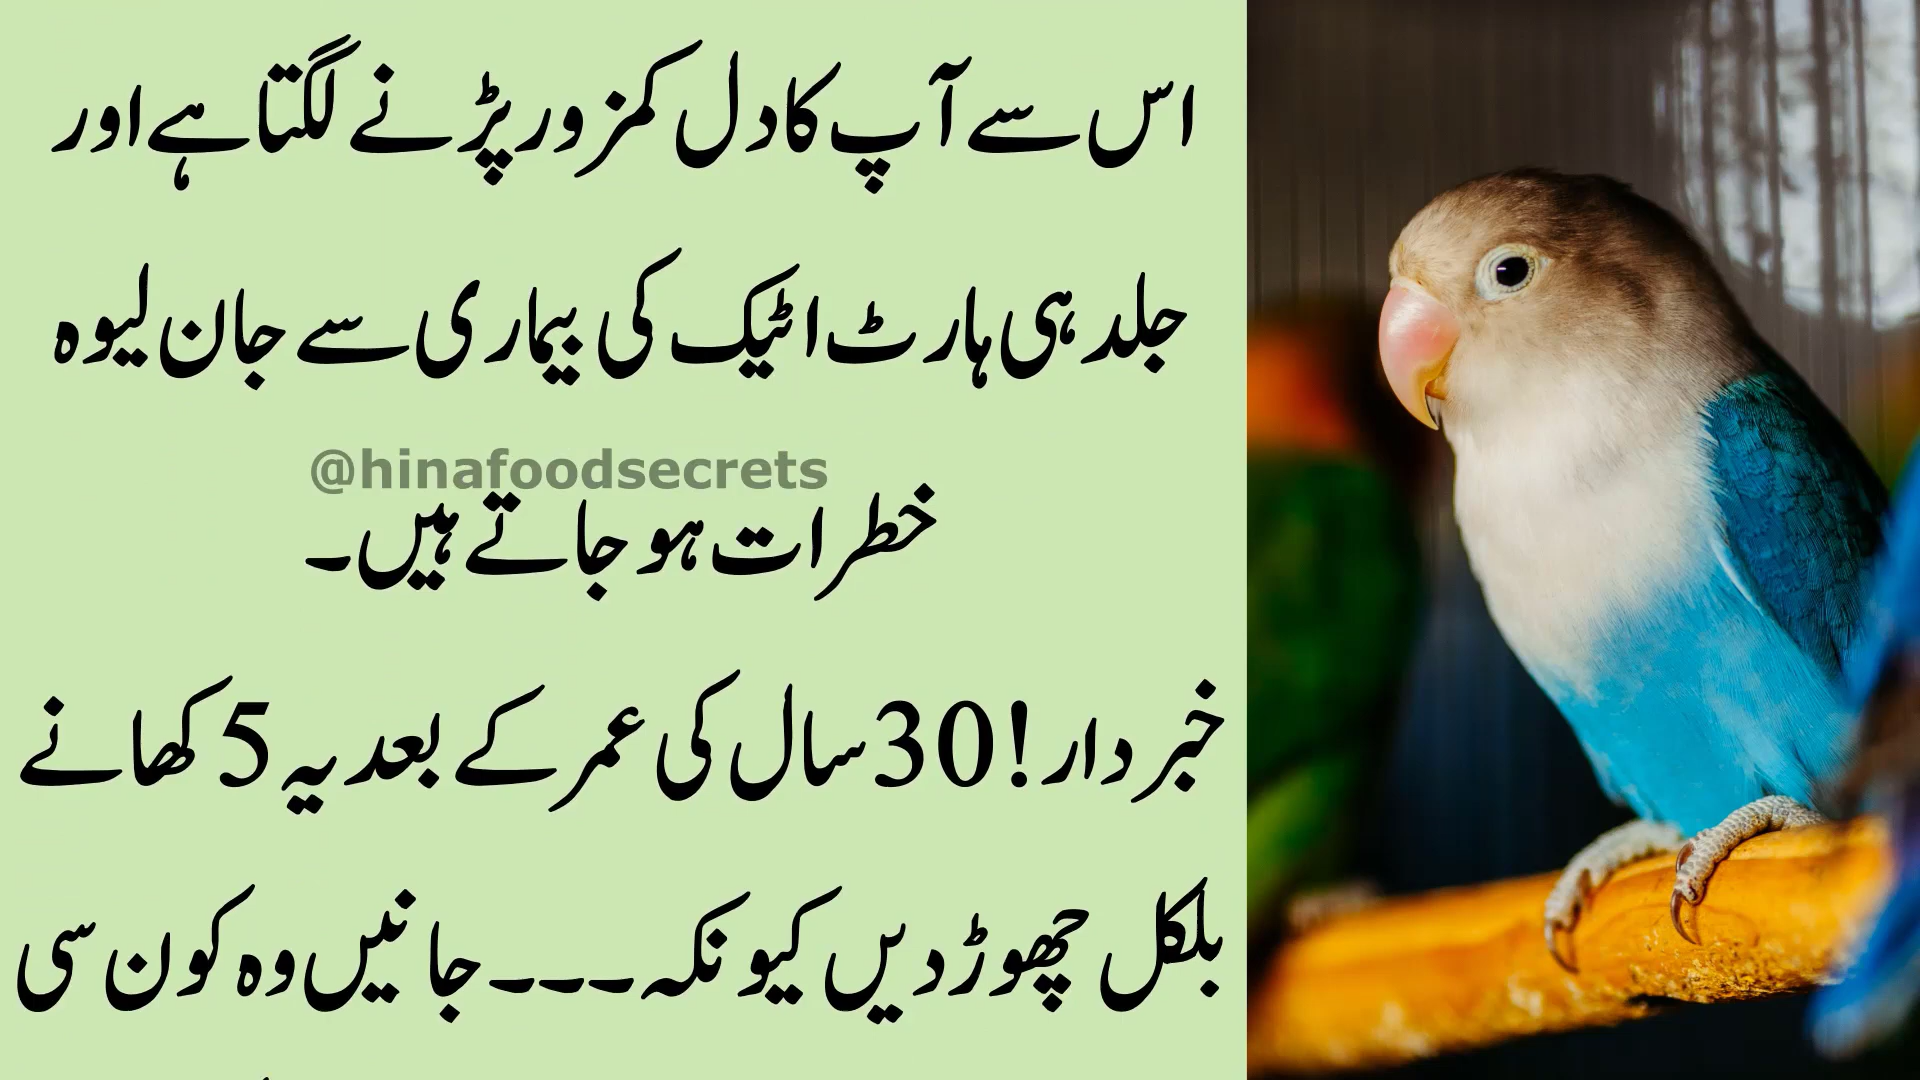 اس سے آپ کا دل کمزور پڑنے لگتا ہے اور
جلد ہی ہارٹ اٹیک کی بیماری سے جان لیوہ
@hinafoodsecrets
خطرات ہو جاتے ہیں۔
خبر دار! 30 سال کی عمر کے بعد یہ 5 کھانے
بلکل چھوڑ دیں کیونکہ۔۔۔ جانیں وہ کون سی